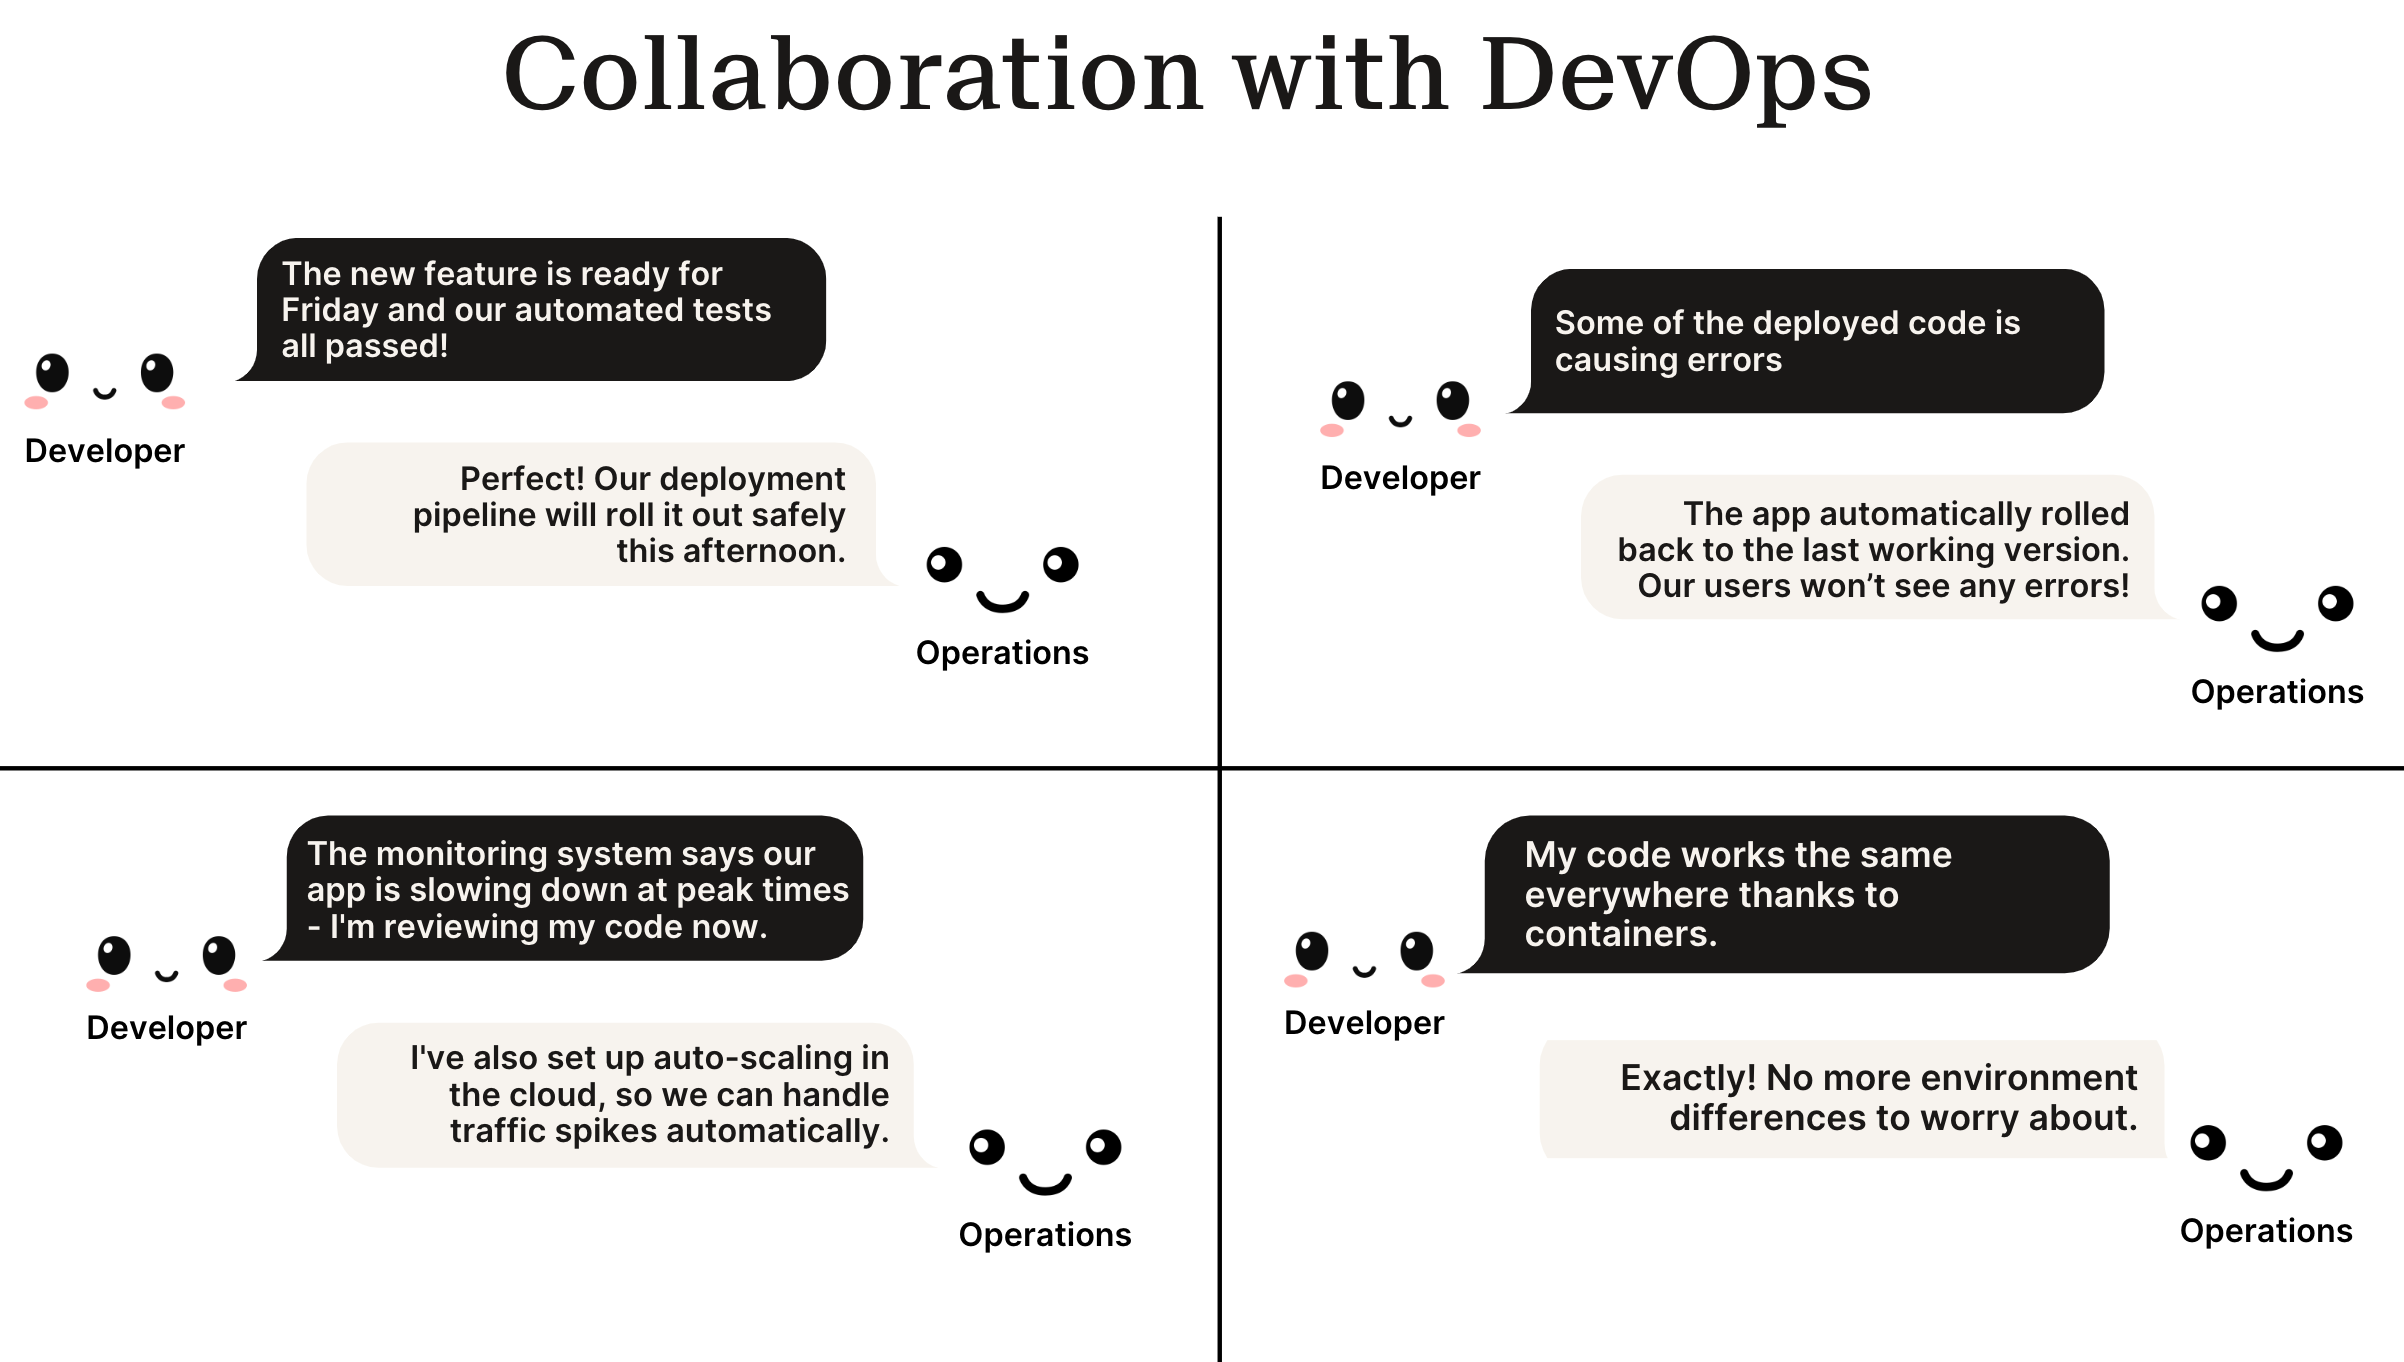 Collaboration with DevOps
The new feature is ready for
Friday and our automated tests
all passed!
Developer
Perfect! Our deployment
pipeline will roll it out safely
this afternoon.
Operations
Some of the deployed code is
causing errors
Developer
The app automatically rolled
back to the last working version.
Our users won’t see any errors!
Operations
The monitoring system says our
app is slowing down at peak times
- I'm reviewing my code now.
Developer
I've also set up auto-scaling in
the cloud, so we can handle
traffic spikes automatically.
Operations
My code works the same
everywhere thanks to
containers.
Developer
Exactly! No more environment
differences to worry about.
Operations